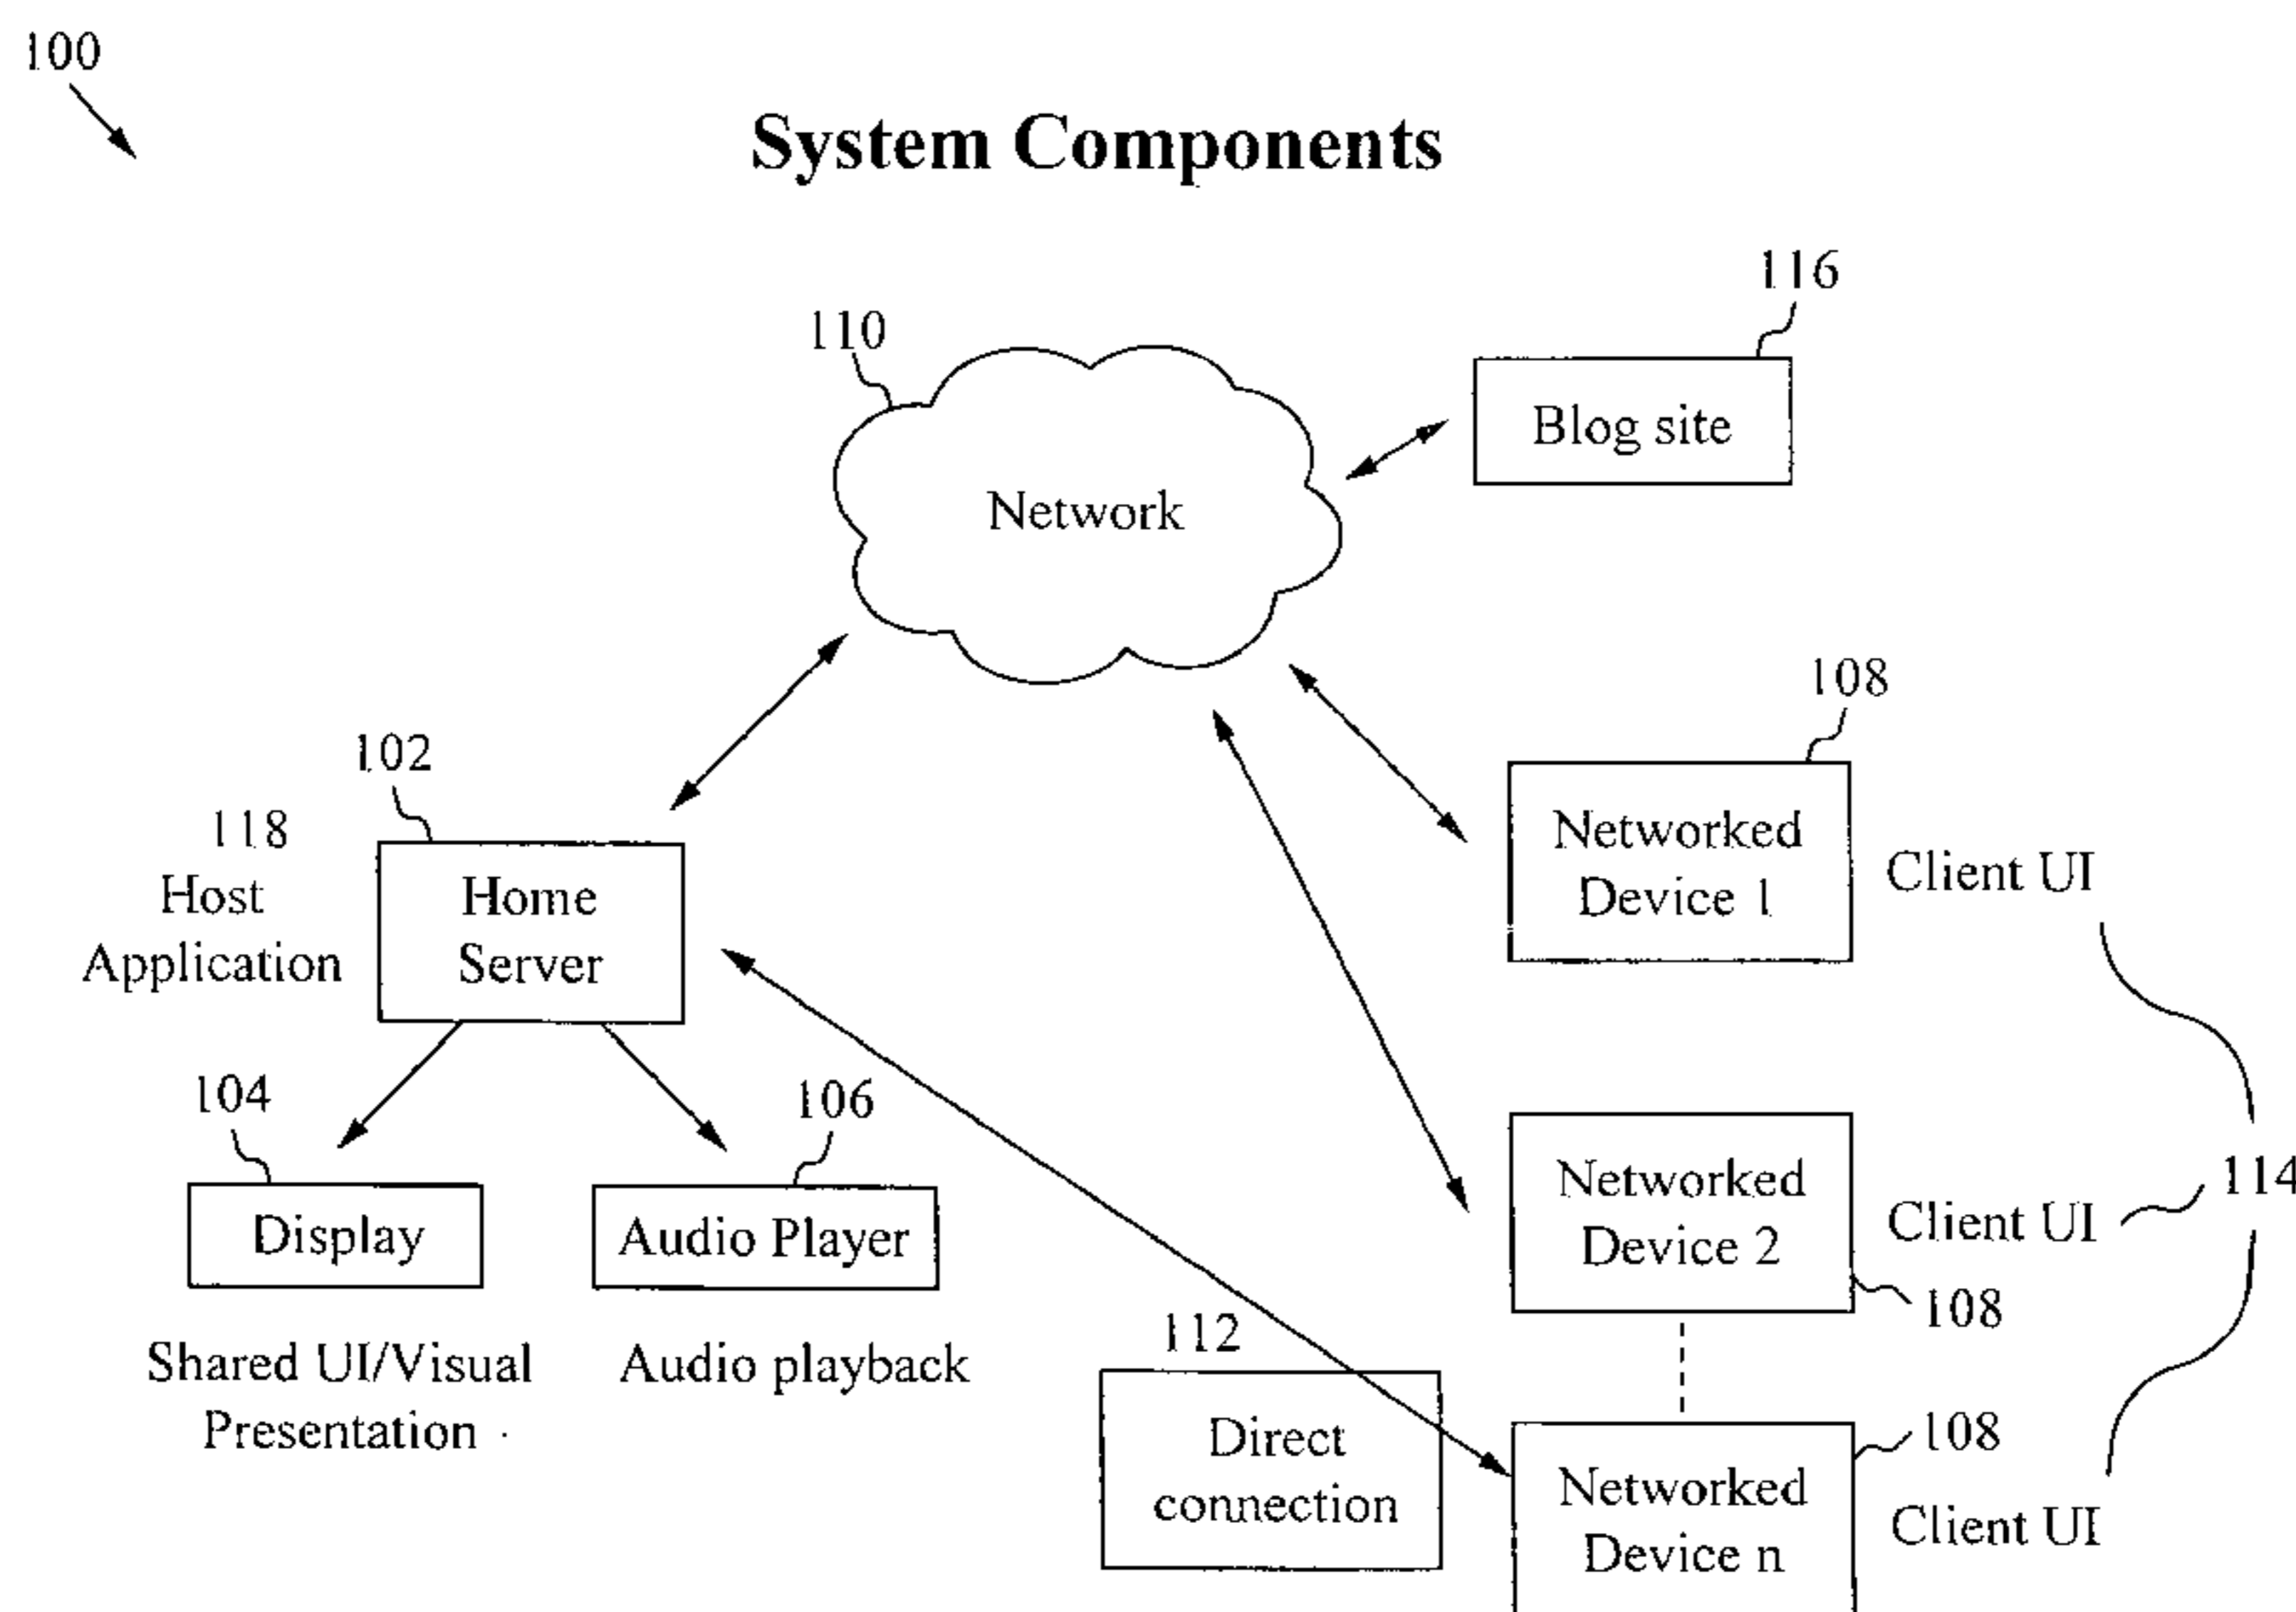 100
System Components
116
110
Blog site
Network
108
102
118
Host
Application
Home
Server
Networked
Device 1
Client UI
104
106
Display
Audio Player
Networked
Device 2
Client UI
114
108
Shared UI/Visual
Presentation
Audio playback
112
Direct
connection
108
Networked
Device n
Client UI